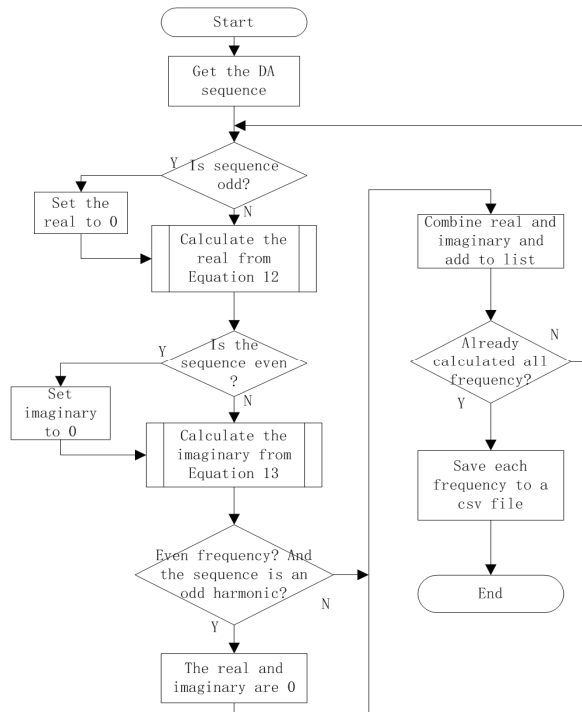 Start
Get the DA
sequence
Y
Is sequence
odd?
Set the
real to 0
N
Calculate the
real from
Equation 12
Y
Is the
sequence even
?
Set
imaginary
to 0
N
Calculate the
imaginary from
Equation 13
Even frequency? And
the sequence is an
odd harmonic?
N
Y
The real and
imaginary are 0
Combine real and
imaginary and
add to list
Already
calculated all
frequency?
N
Y
Save each
frequency to a
csv file
End